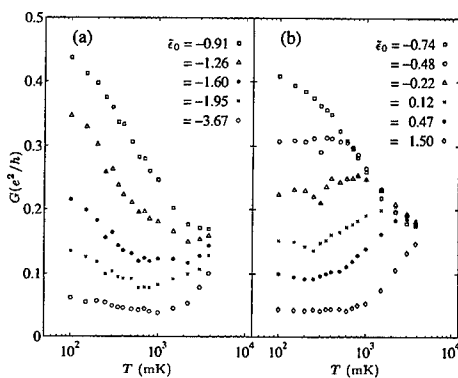 (a)
ε̃₀ = −0.91
= −1.26
= −1.60
= −1.95
= −3.67
(b)
ε̃₀ = −0.74
= −0.48
= −0.22
= 0.12
= 0.47
= 1.50
G(e²/h)
0.5
0.4
0.3
0.2
0.1
0
10² 10³ 10⁴
T (mK)
10² 10³ 10⁴
T (mK)